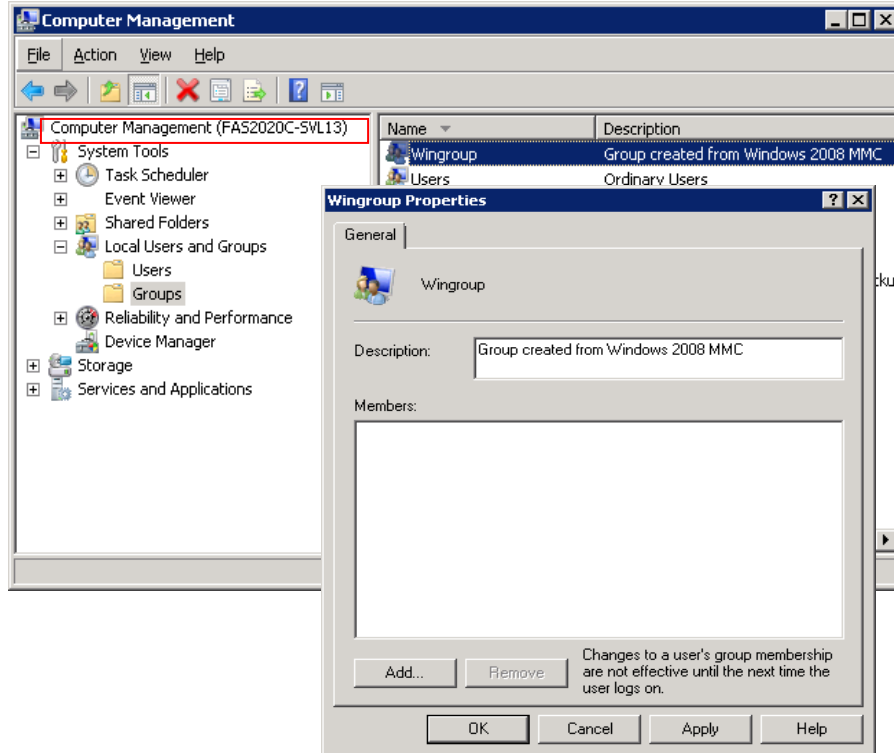 Computer Management
File Action View Help
Computer Management (FAS2020C-SVL13)
System Tools
Task Scheduler
Event Viewer
Shared Folders
Local Users and Groups
Users
Groups
Reliability and Performance
Device Manager
Storage
Services and Applications
Name Description
Wingroup Group created from Windows 2008 MMC
Users Ordinary Users
cku
Wingroup Properties
General
Wingroup
Description: Group created from Windows 2008 MMC
Members:
Add... Remove
Changes to a user's group membership
are not effective until the next time the
user logs on.
OK Cancel Apply Help